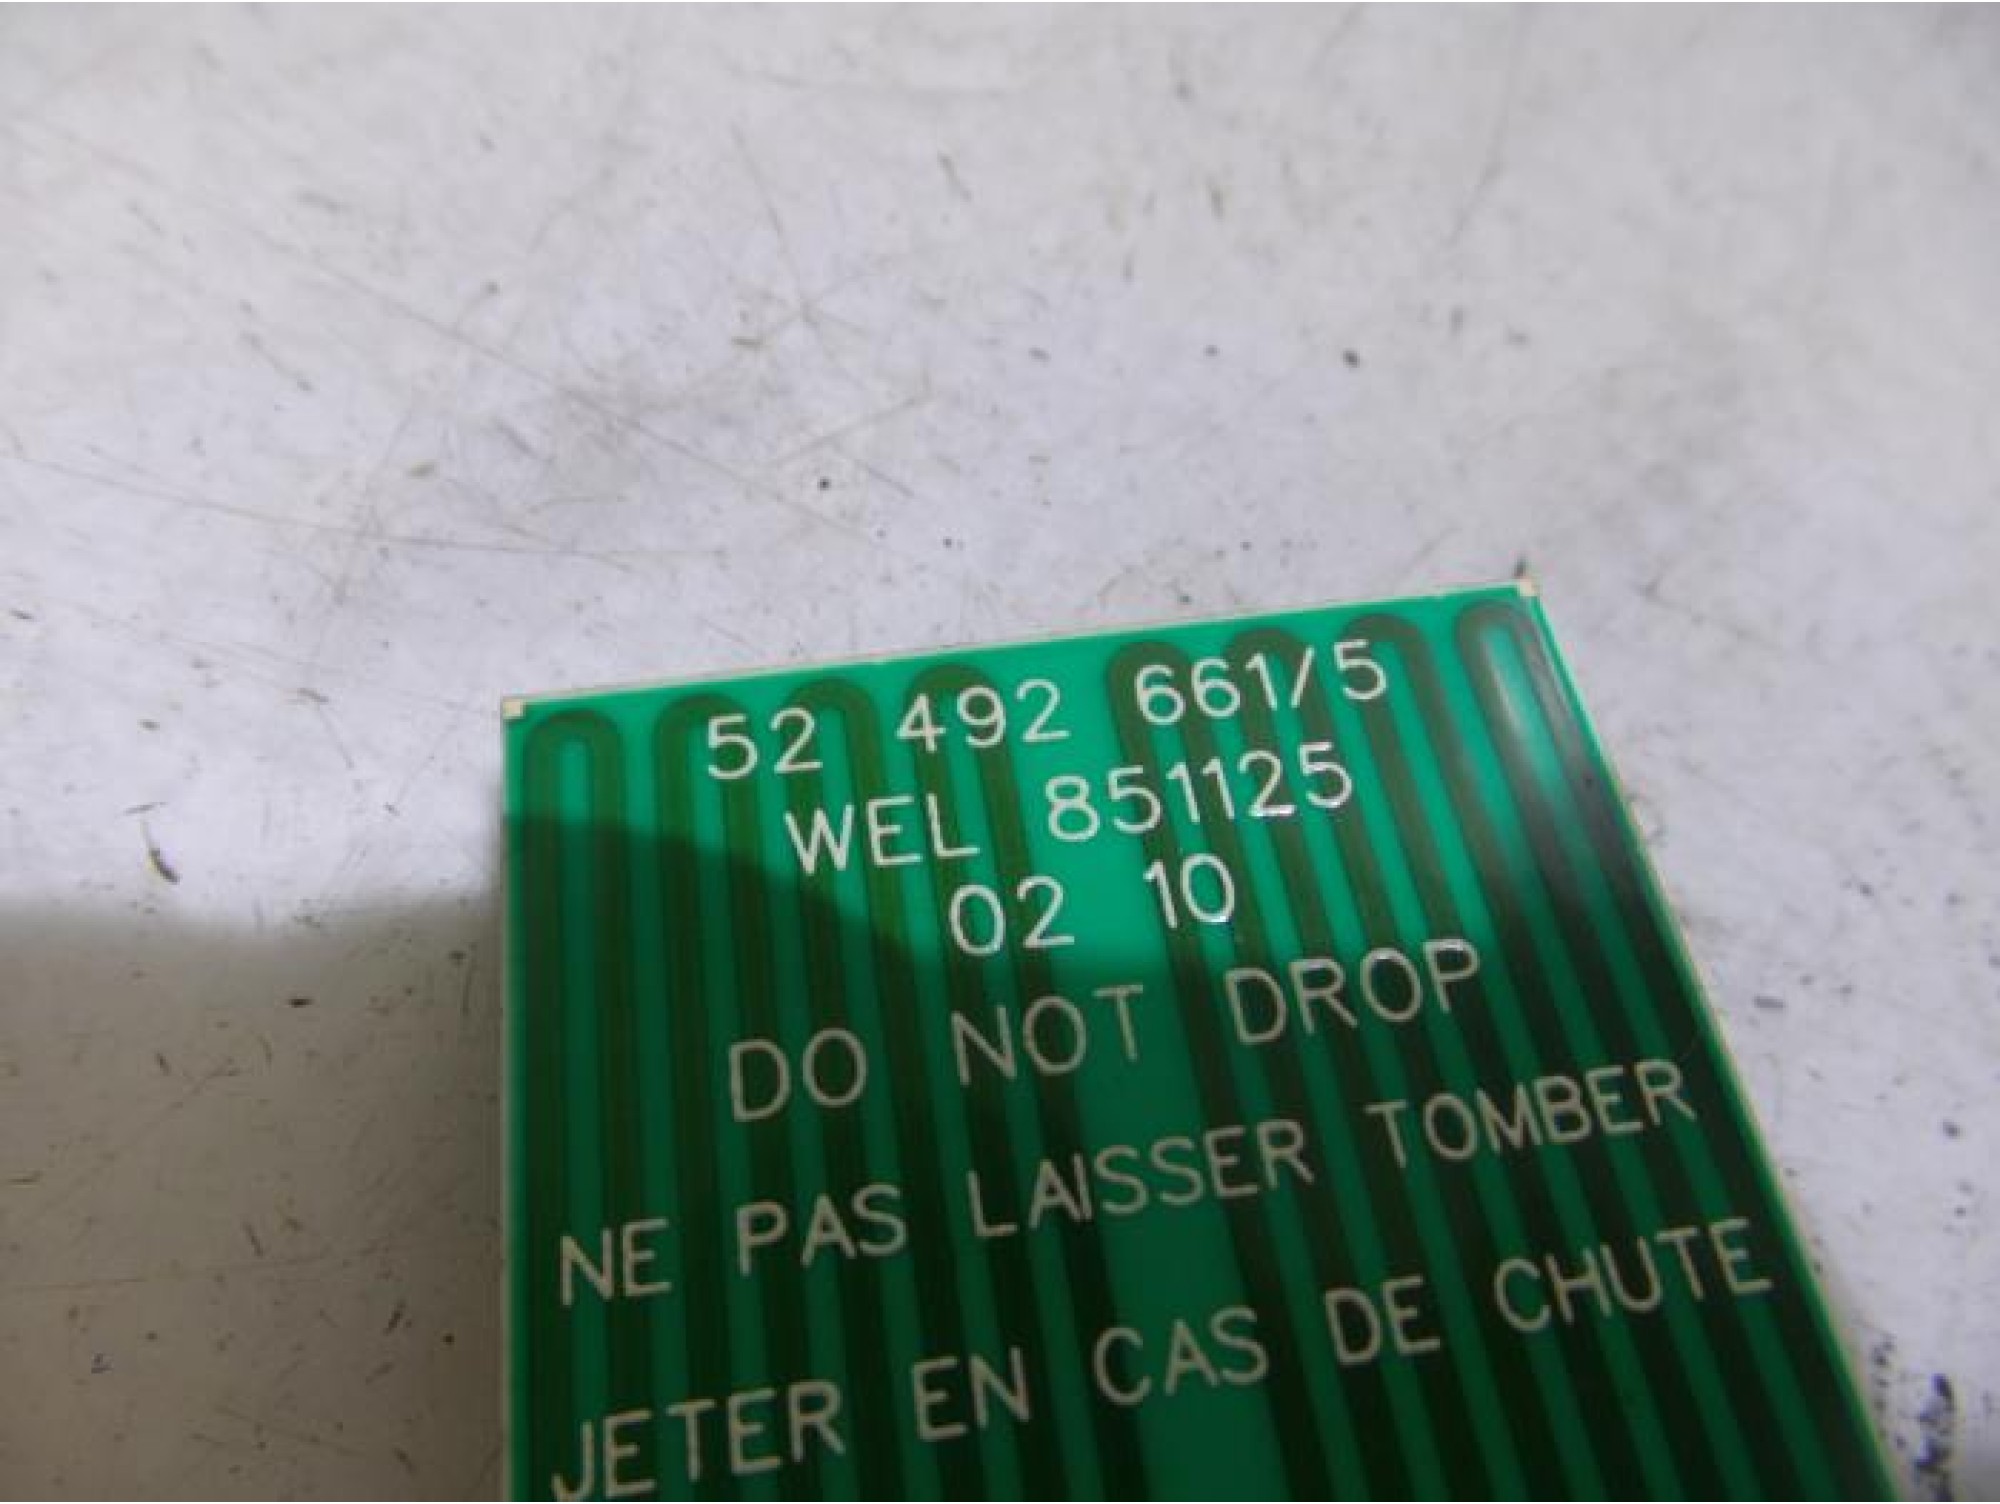 52 492 661/5
WEL 851125
02 10
DO NOT DROP
NE PAS LAISSER TOMBER
JETER EN CAS DE CHUTE